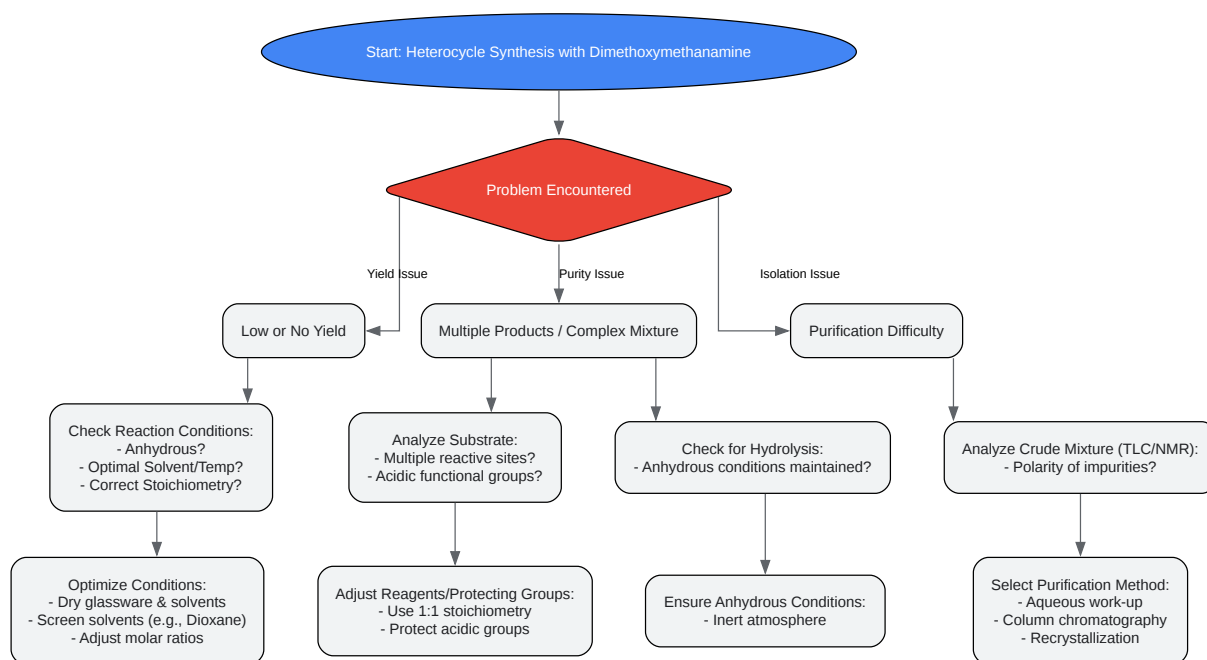 Start: Heterocycle Synthesis with Dimethoxymethanamine
Problem Encountered
Yield Issue
Purity Issue
Isolation Issue
Low or No Yield
Multiple Products / Complex Mixture
Purification Difficulty
Check Reaction Conditions:
- Anhydrous?
- Optimal Solvent/Temp?
- Correct Stoichiometry?
Analyze Substrate:
- Multiple reactive sites?
- Acidic functional groups?
Check for Hydrolysis:
- Anhydrous conditions maintained?
Analyze Crude Mixture (TLC/NMR):
- Polarity of impurities?
Optimize Conditions:
- Dry glassware & solvents
- Screen solvents (e.g., Dioxane)
- Adjust molar ratios
Adjust Reagents/Protecting Groups:
- Use 1:1 stoichiometry
- Protect acidic groups
Ensure Anhydrous Conditions:
- Inert atmosphere
Select Purification Method:
- Aqueous work-up
- Column chromatography
- Recrystallization